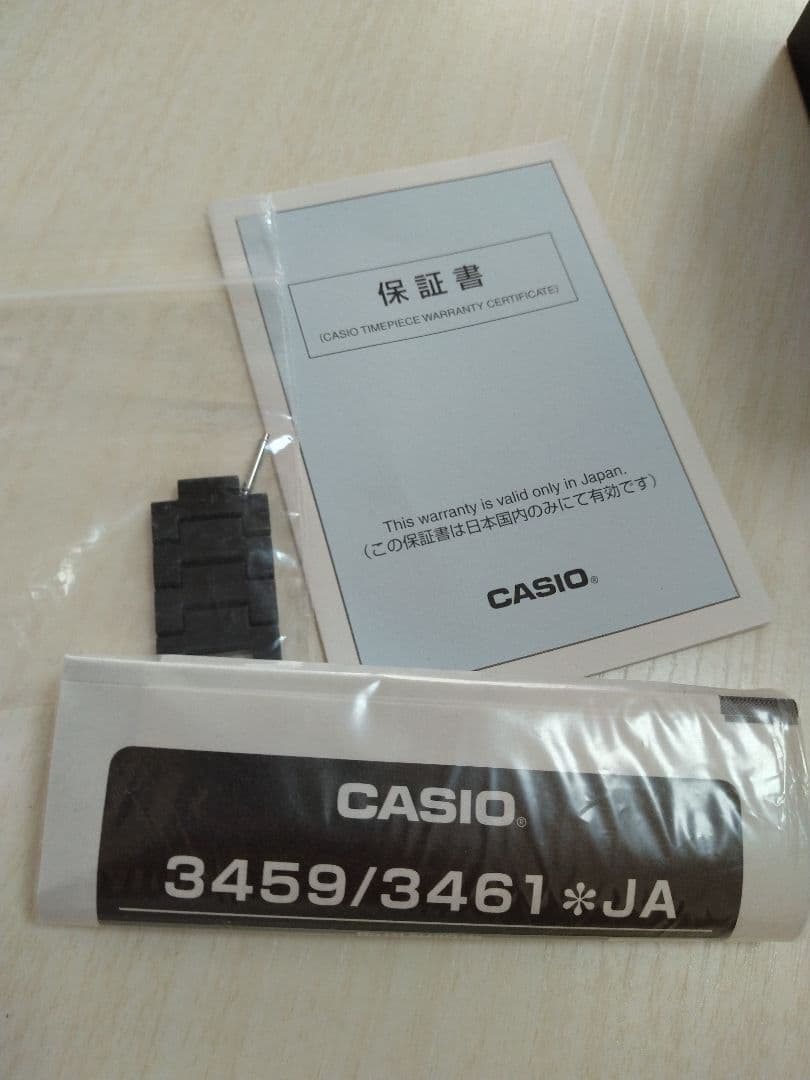 保証書
(CASIO TIMEPIECE WARRANTY CERTIFICATE)
This warranty is valid only in Japan.
(この保証書は日本国内のみにて有効です)
CASIO®
CASIO®
3459/3461*JA